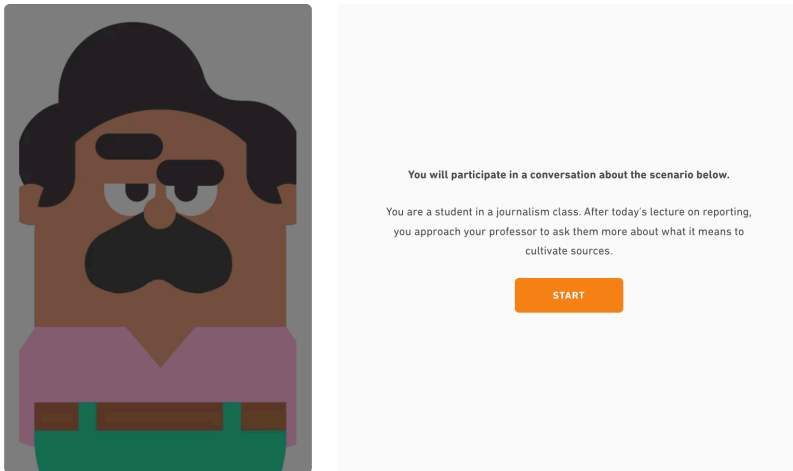 You will participate in a conversation about the scenario below.
You are a student in a journalism class. After today's lecture on reporting,
you approach your professor to ask them more about what it means to
cultivate sources.
START